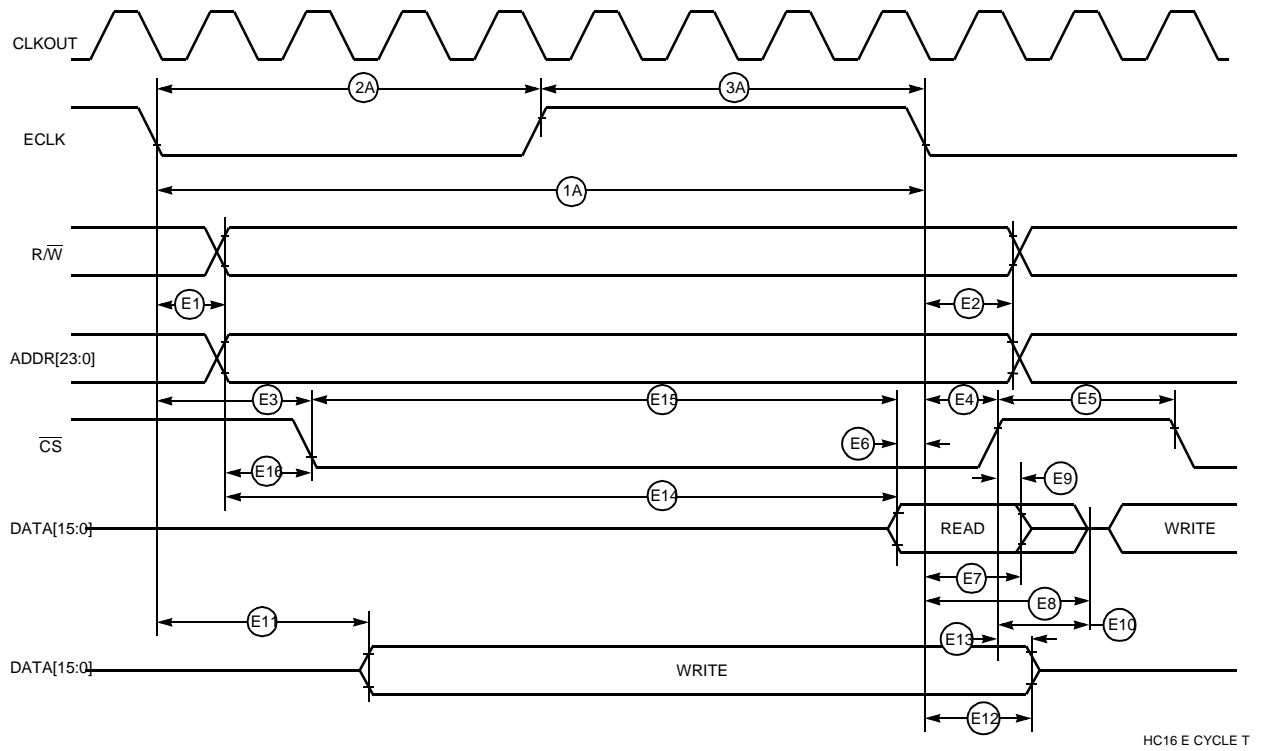 CLKOUT
2A
3A
ECLK
1A
R/W̅
E1
E2
ADDR[23:0]
E3
E15
E4
E5
C̅S̅
E6
E16
E9
E14
DATA[15:0]
READ
WRITE
E7
E8
E11
E10
E13
DATA[15:0]
WRITE
E12
HC16 E CYCLE T